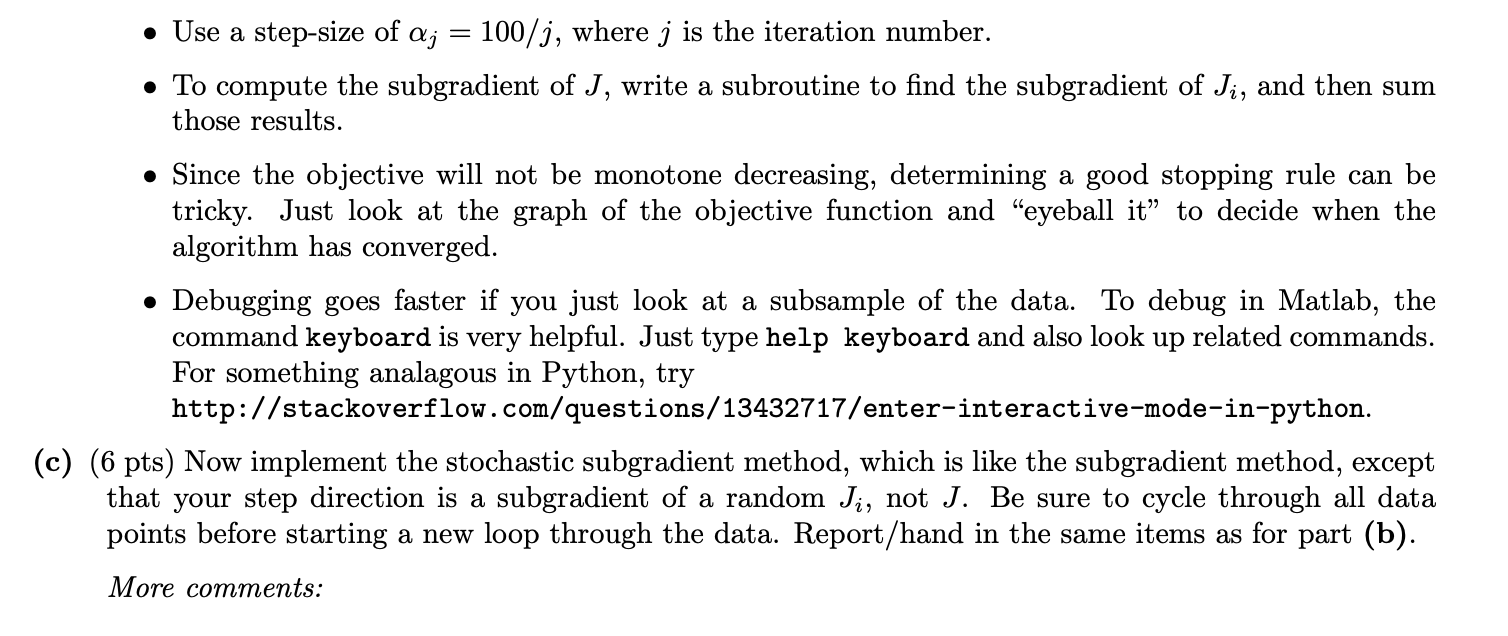 • Use a step-size of αj = 100/j, where j is the iteration number.
• To compute the subgradient of J, write a subroutine to find the subgradient of Ji, and then sum
those results.
• Since the objective will not be monotone decreasing, determining a good stopping rule can be
tricky. Just look at the graph of the objective function and “eyeball it” to decide when the
algorithm has converged.
• Debugging goes faster if you just look at a subsample of the data. To debug in Matlab, the
command keyboard is very helpful. Just type help keyboard and also look up related commands.
For something analagous in Python, try
http://stackoverflow.com/questions/13432717/enter-interactive-mode-in-python.
(c) (6 pts) Now implement the stochastic subgradient method, which is like the subgradient method, except
that your step direction is a subgradient of a random Ji, not J. Be sure to cycle through all data
points before starting a new loop through the data. Report/hand in the same items as for part (b).
More comments: